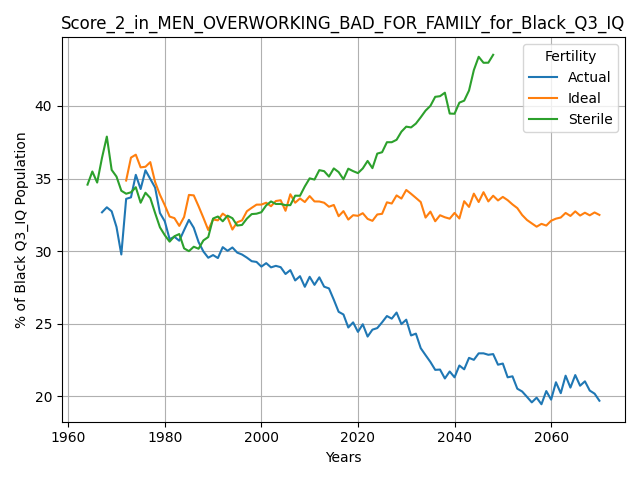 Score_2_in_MEN_OVERWORKING_BAD_FOR_FAMILY_for_Black_Q3_IQ
% of Black Q3_IQ Population
40
35
30
25
20
Fertility
Actual
Ideal
Sterile
1960
1980
2000
2020
2040
2060
Years